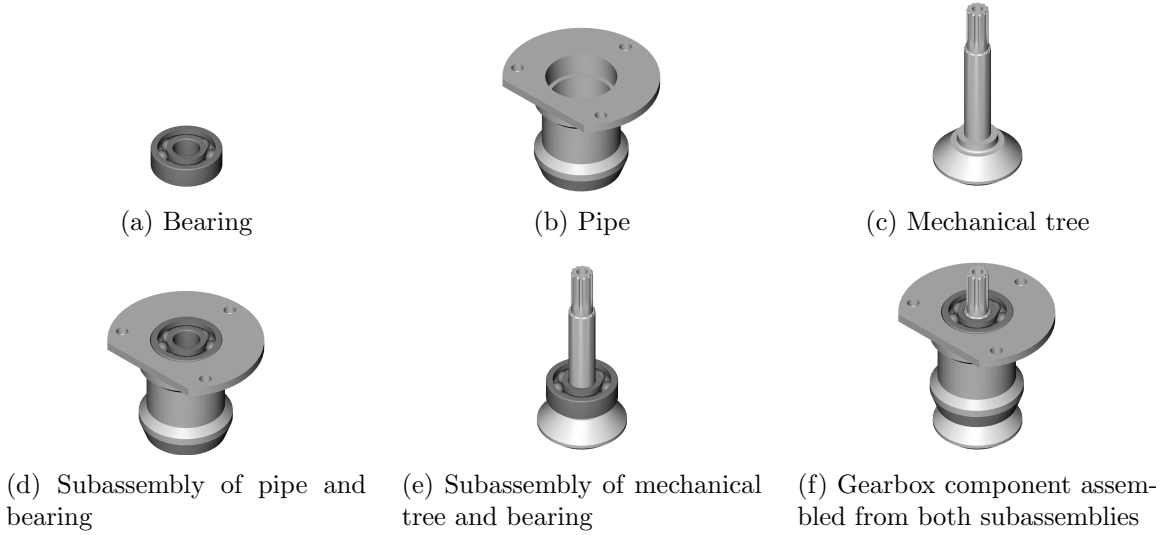 (a) Bearing
(b) Pipe
(c) Mechanical tree
(d) Subassembly of pipe and
bearing
(e) Subassembly of mechanical
tree and bearing
(f) Gearbox component assem-
bled from both subassemblies